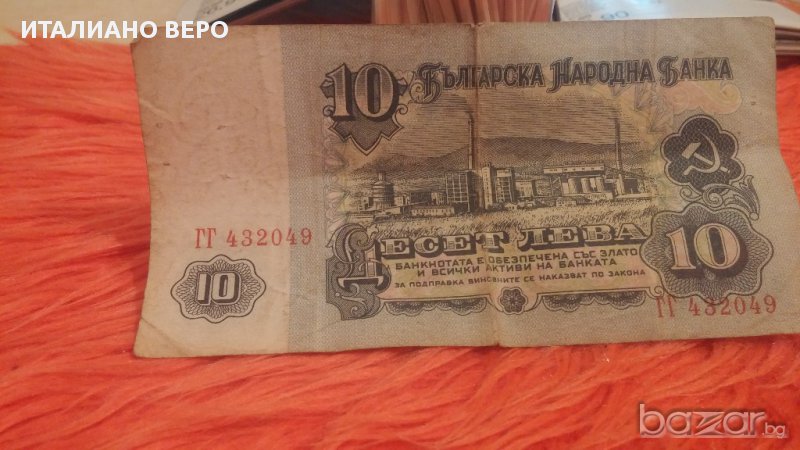 ИТАЛИАНО ВЕРО
10 БЪЛГАРСКА НАРОДНА БАНКА
ГГ 432049
ДЕСЕТ ЛЕВА
БАНКНОТАТА Е ОБЕЗПЕЧЕНА СЪС ЗЛАТО
И ВСИЧКИ АКТИВИ НА БАНКАТА
ЗА ПОДПРАВКА ВИНОВНИТЕ СЕ НАКАЗВАТ ПО ЗАКОНА
10
10
ГГ 432049
bazar.bg